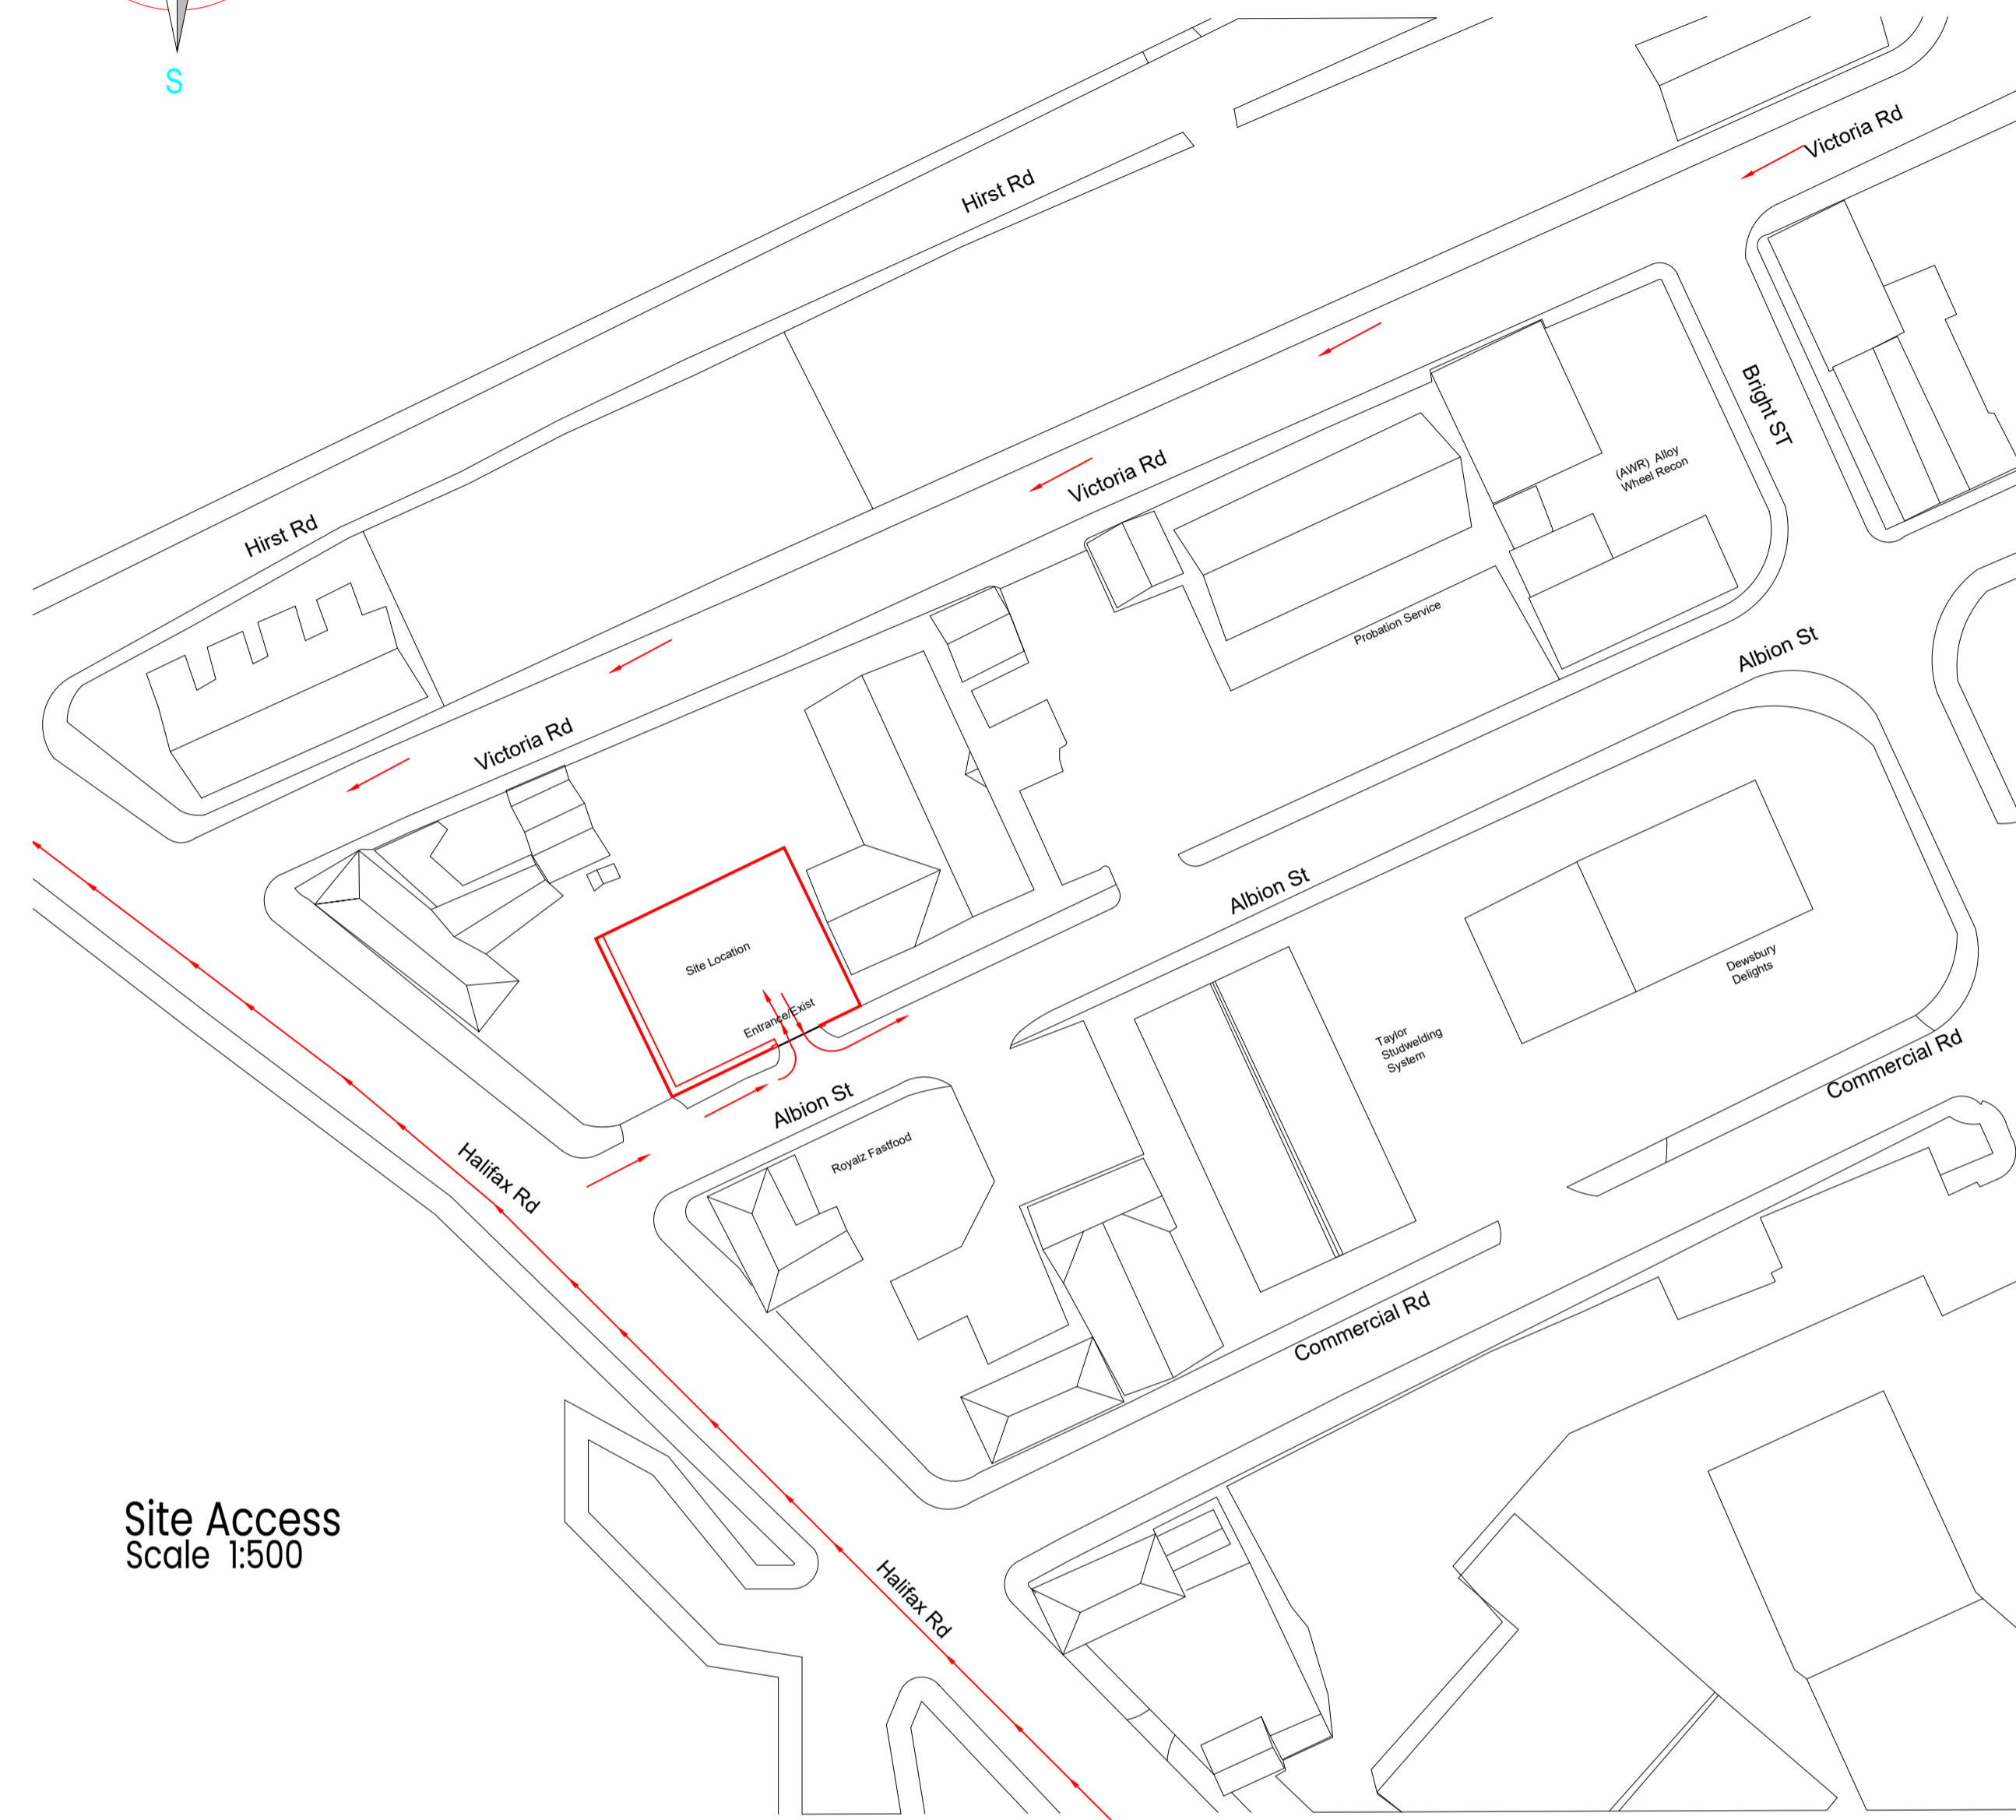 S
Victoria Rd
Hirst Rd
Bright ST
Victoria Rd
(AWR) Alloy
Wheel Recon
Hirst Rd
Probation Service
Albion St
Victoria Rd
Albion St
Site Location
Dewsbury
Delights
Entrance/Exist
Taylor
Studwelding
System
Commercial Rd
Albion St
Royalz Fastfood
Halifax Rd
Commercial Rd
Site Access
Scale 1:500
Halifax Rd